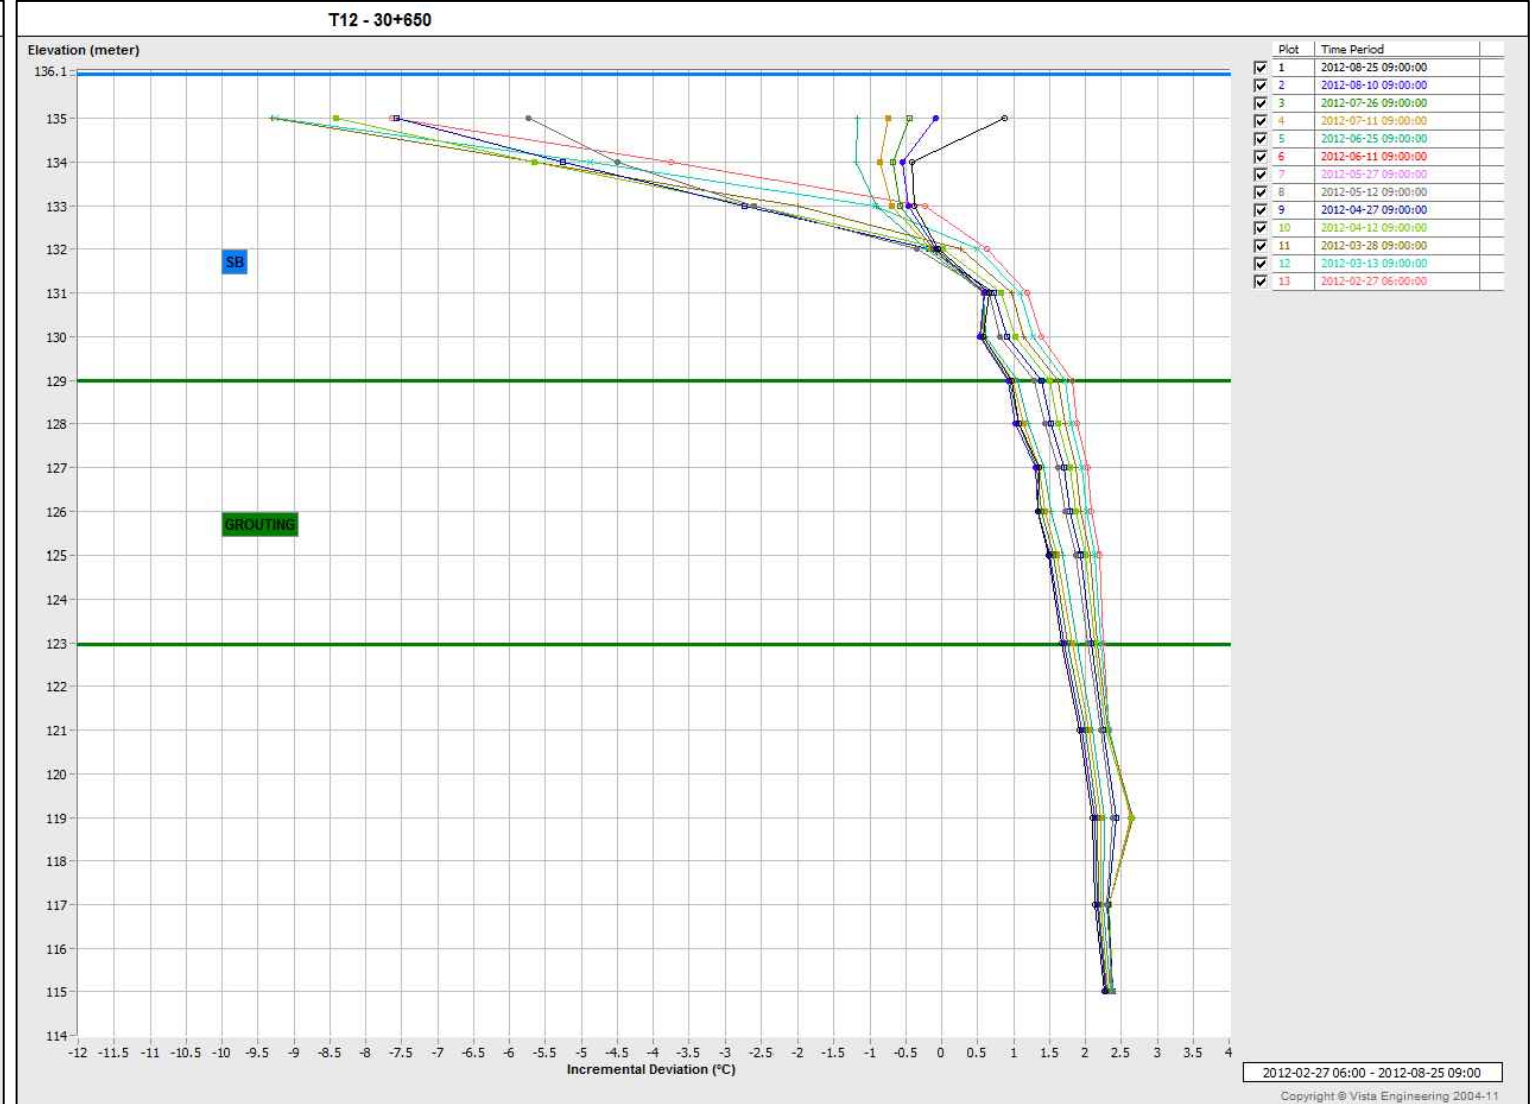 T12 - 30+650
Elevation (meter)
136.1
135
134
133
132
131
130
129
128
127
126
125
124
123
122
121
120
119
118
117
116
115
114
SB
GROUTING
-12 -11.5 -11 -10.5 -10 -9.5 -9 -8.5 -8 -7.5 -7 -6.5 -6 -5.5 -5 -4.5 -4 -3.5 -3 -2.5 -2 -1.5 -1 -0.5 0 0.5 1 1.5 2 2.5 3 3.5 4
Incremental Deviation (°C)
Plot Time Period
1 2012-08-25 09:00:00
2 2012-08-10 09:00:00
3 2012-07-26 09:00:00
4 2012-07-11 09:00:00
5 2012-06-25 09:00:00
6 2012-06-11 09:00:00
7 2012-05-27 09:00:00
8 2012-05-12 09:00:00
9 2012-04-27 09:00:00
10 2012-04-12 09:00:00
11 2012-03-28 09:00:00
12 2012-03-13 09:00:00
13 2012-02-27 06:00:00
2012-02-27 06:00 - 2012-08-25 09:00
Copyright © Vista Engineering 2004-11